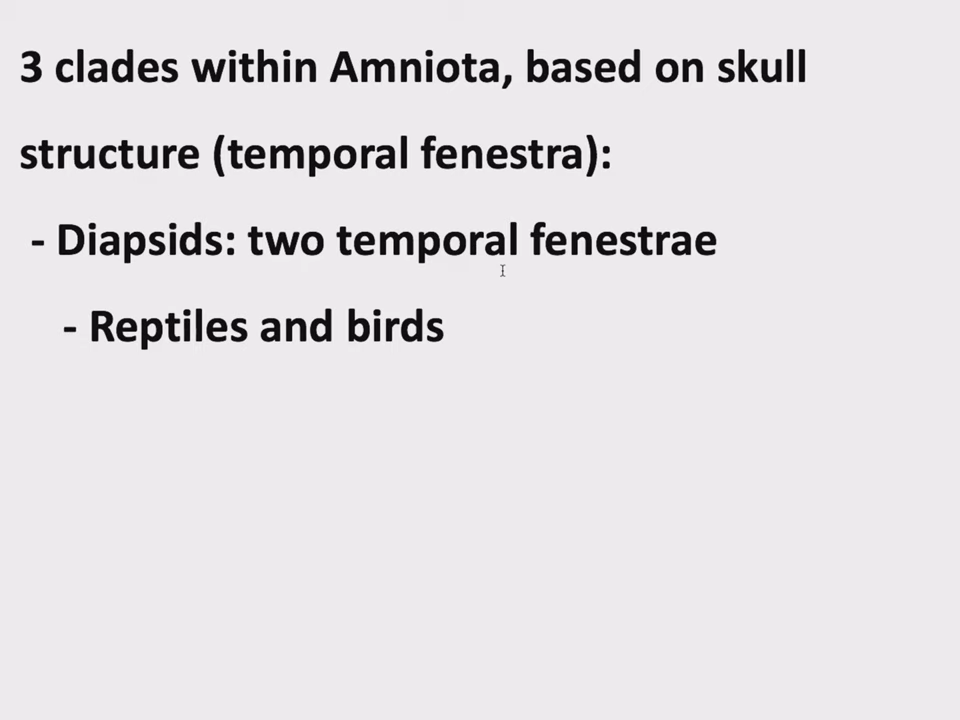 3 clades within Amniota, based on skull
structure (temporal fenestra):
- Diapsids: two temporal fenestrae
- Reptiles and birds